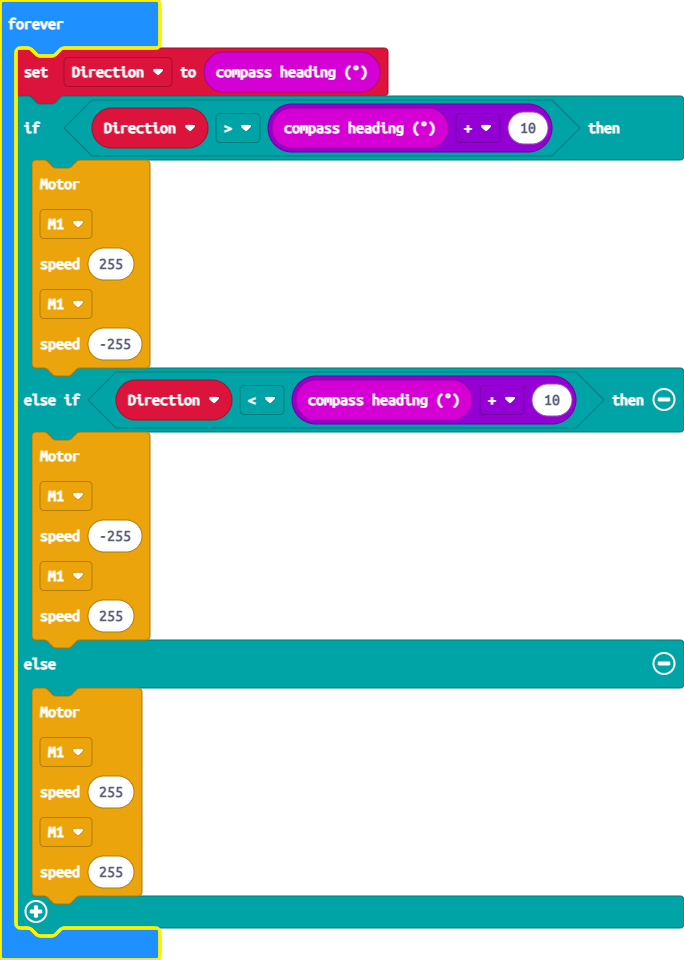 forever
set Direction to compass heading (°)
if Direction > compass heading (°) + 10 then
Motor
M1
speed 255
M1
speed -255
else if Direction < compass heading (°) + 10 then
Motor
M1
speed -255
M1
speed 255
else
Motor
M1
speed 255
M1
speed 255